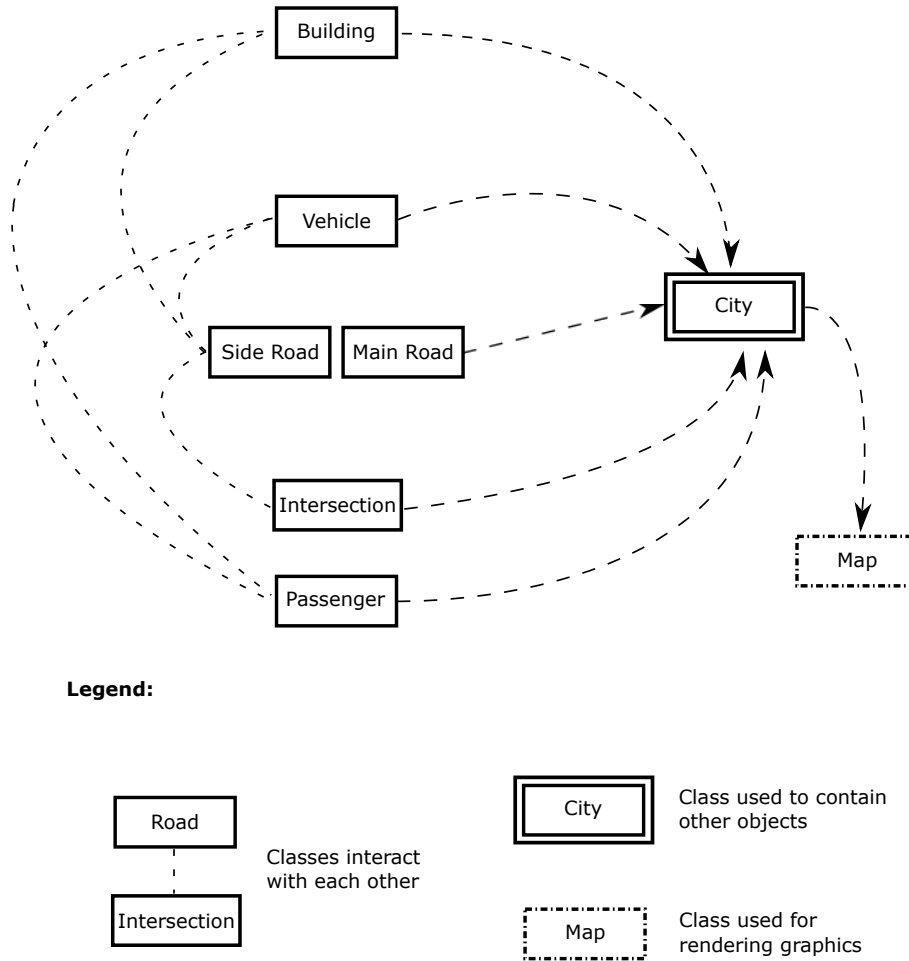 Building
Vehicle
City
Side Road
Main Road
Intersection
Map
Passenger
Legend:
Road
Intersection
Classes interact
with each other
City
Class used to contain
other objects
Map
Class used for
rendering graphics